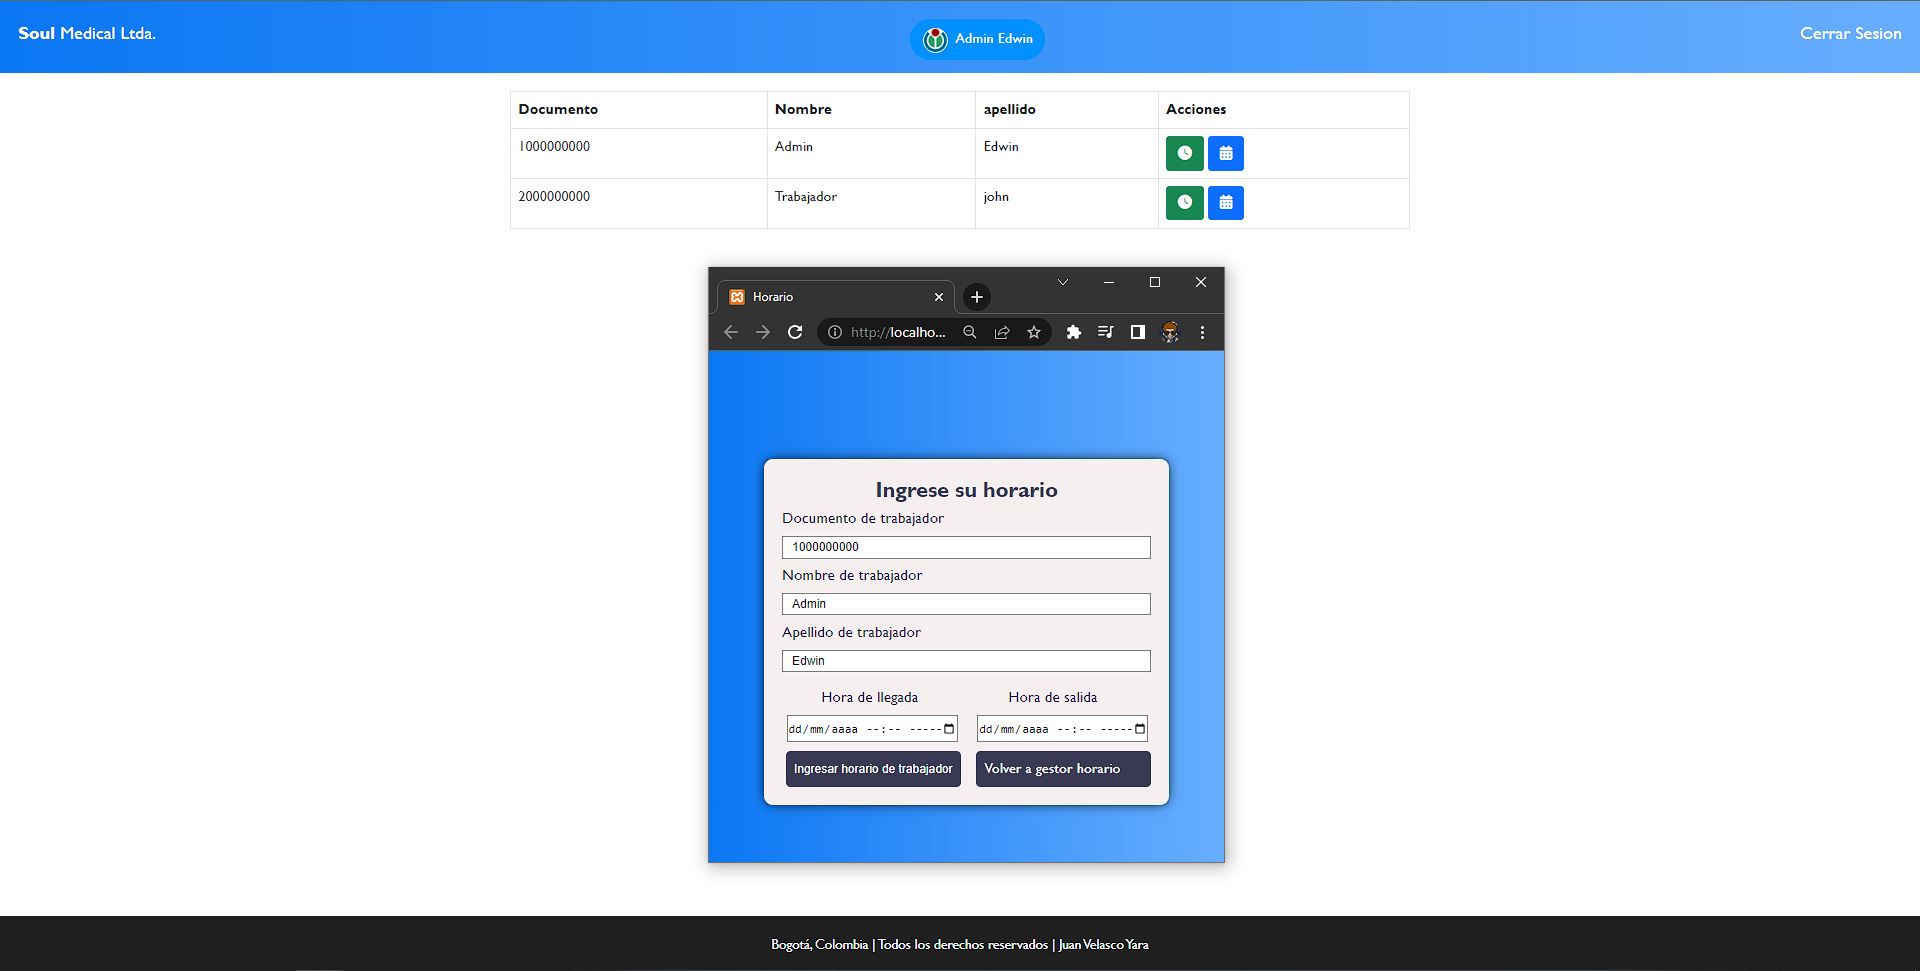 Soul Medical Ltda.
Admin Edwin
Cerrar Sesion
Documento Nombre apellido Acciones
1000000000 Admin Edwin
2000000000 Trabajador john
Horario
http://localho...
Ingrese su horario
Documento de trabajador
1000000000
Nombre de trabajador
Admin
Apellido de trabajador
Edwin
Hora de llegada Hora de salida
dd/mm/aaaa --:-- ----- dd/mm/aaaa --:-- -----
Ingresar horario de trabajador Volver a gestor horario
Bogotá, Colombia | Todos los derechos reservados | Juan Velasco Yara